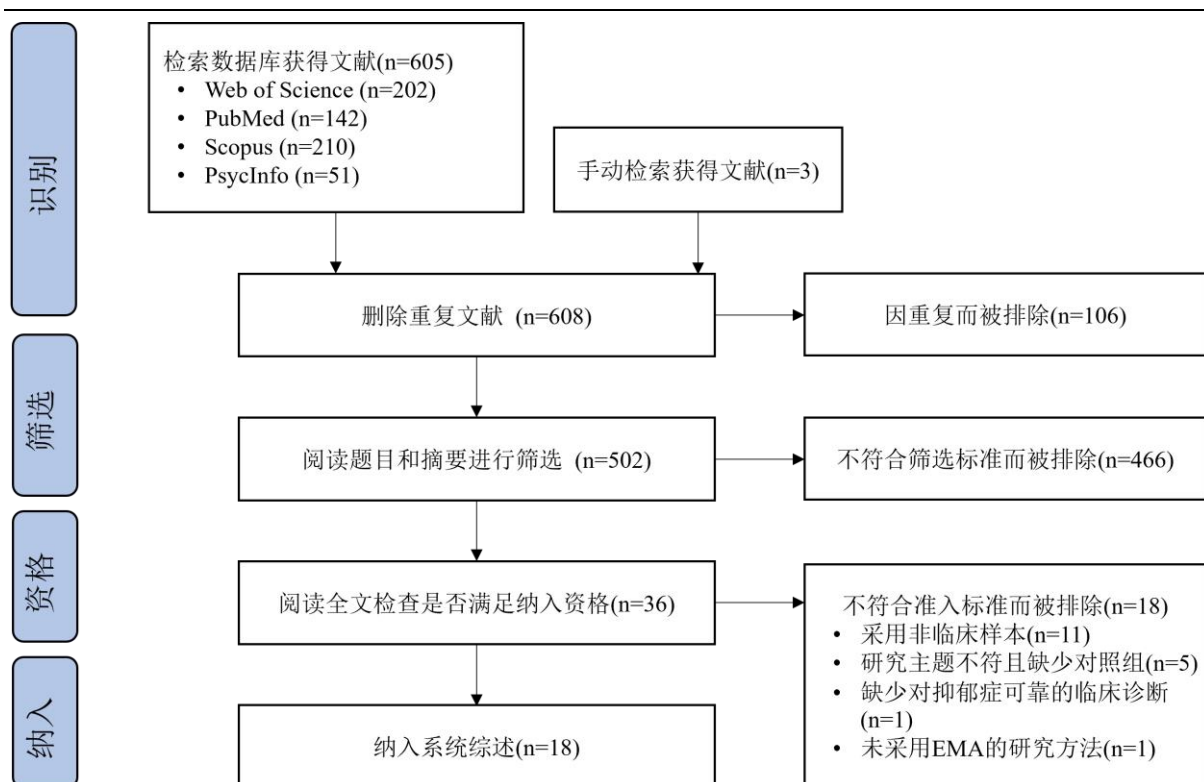 识别
检索数据库获得文献(n=605)
• Web of Science (n=202)
• PubMed (n=142)
• Scopus (n=210)
• PsycInfo (n=51)
手动检索获得文献(n=3)
删除重复文献 (n=608)
因重复而被排除(n=106)
筛选
阅读题目和摘要进行筛选 (n=502)
不符合筛选标准而被排除(n=466)
资格
阅读全文检查是否满足纳入资格(n=36)
不符合准入标准而被排除(n=18)
• 采用非临床样本(n=11)
• 研究主题不符且缺少对照组(n=5)
• 缺少对抑郁症可靠的临床诊断
(n=1)
• 未采用EMA的研究方法(n=1)
纳入
纳入系统综述(n=18)